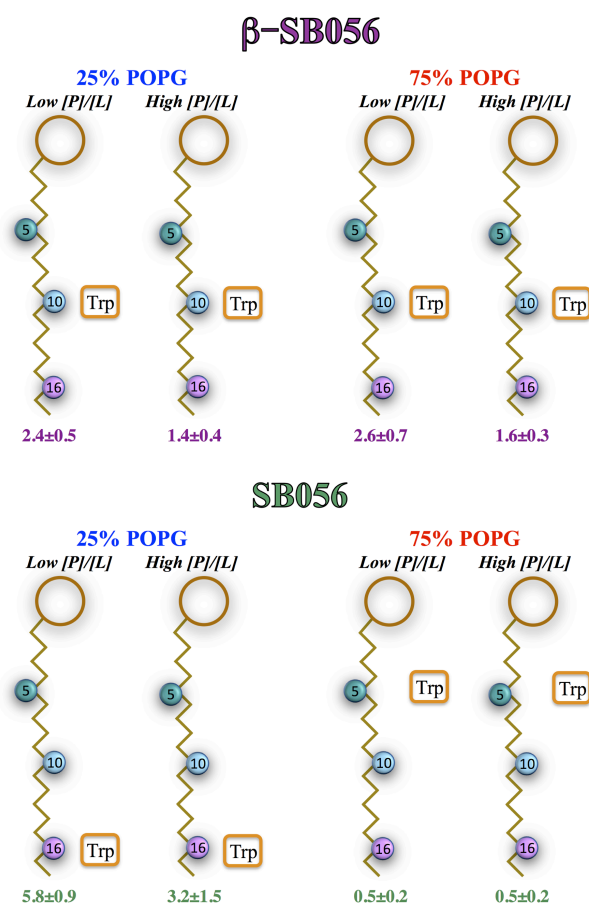 β-SB056
25% POPG 75% POPG
Low [P]/[L] High [P]/[L] Low [P]/[L] High [P]/[L]
5 5 5 5
10 Trp 10 Trp 10 Trp 10 Trp
16 16 16 16
2.4±0.5 1.4±0.4 2.6±0.7 1.6±0.3
SB056
25% POPG 75% POPG
Low [P]/[L] High [P]/[L] Low [P]/[L] High [P]/[L]
5 5 5 Trp 5 Trp
10 10 10 10
16 Trp 16 Trp 16 16
5.8±0.9 3.2±1.5 0.5±0.2 0.5±0.2